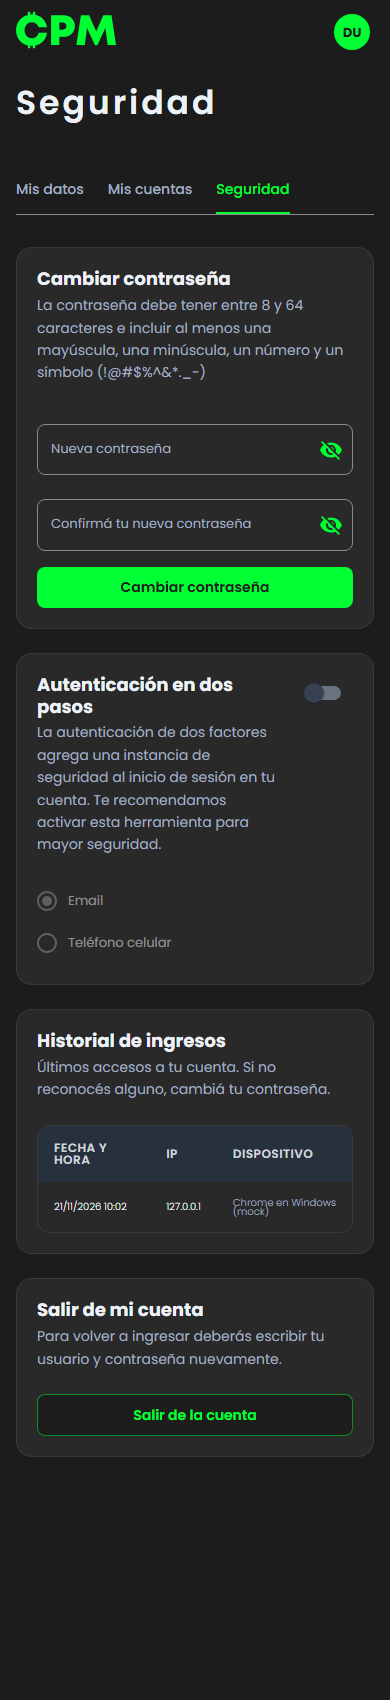 CPM
DU
Seguridad
Mis datos Mis cuentas Seguridad
Cambiar contraseña
La contraseña debe tener entre 8 y 64
caracteres e incluir al menos una
mayúscula, una minúscula, un número y un
símbolo (!@#$%^&*._-)
Nueva contraseña
Confirmá tu nueva contraseña
Cambiar contraseña
Autenticación en dos
pasos
La autenticación de dos factores
agrega una instancia de
seguridad al inicio de sesión en tu
cuenta. Te recomendamos
activar esta herramienta para
mayor seguridad.
Email
Teléfono celular
Historial de ingresos
Últimos accesos a tu cuenta. Si no
reconocés alguno, cambiá tu contraseña.
FECHA Y
HORA
IP
DISPOSITIVO
21/11/2026 10:02
127.0.0.1
Chrome en Windows
(mock)
Salir de mi cuenta
Para volver a ingresar deberás escribir tu
usuario y contraseña nuevamente.
Salir de la cuenta